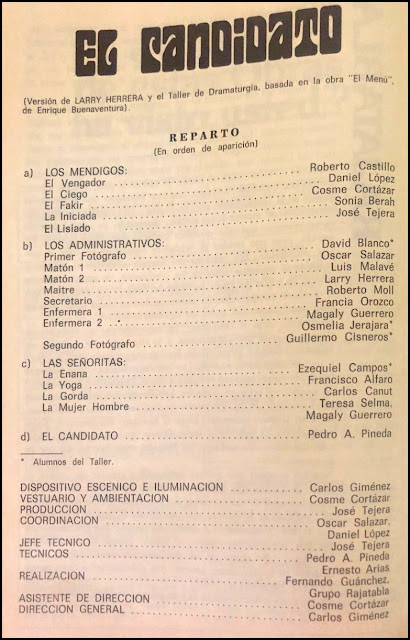 EL CANDIDATO
(Versión de LARRY HERRERA y el Taller de Dramaturgia, basada en la obra "El Menú",
de Enrique Buenaventura).
REPARTO
(En orden de aparición)
a) LOS MENDIGOS:
El Vengador .......... Roberto Castillo
El Ciego .......... Daniel López
El Fakir .......... Cosme Cortázar
La Iniciada .......... Sonia Berah
El Lisiado .......... José Tejera
b) LOS ADMINISTRATIVOS:
Primer Fotógrafo .......... David Blanco*
Matón 1 .......... Oscar Salazar
Matón 2 .......... Luis Malavé
Maitre .......... Larry Herrera
Secretario .......... Roberto Moll
Enfermera 1 .......... Francia Orozco
Enfermera 2 .......... Magaly Guerrero
Osmelia Jerajara*
Segundo Fotógrafo .......... Guillermo Cisneros*
c) LAS SEÑORITAS:
La Enana .......... Ezequiel Campos*
La Yoga .......... Francisco Alfaro
La Gorda .......... Carlos Canut
La Mujer Hombre .......... Teresa Selma,
Magaly Guerrero
d) EL CANDIDATO .......... Pedro A. Pineda
* Alumnos del Taller.
DISPOSITIVO ESCENICO E ILUMINACION .......... Carlos Giménez
VESTUARIO Y AMBIENTACION .......... Cosme Cortázar
PRODUCCION .......... José Tejera
COORDINACION .......... Oscar Salazar,
Daniel López
JEFE TECNICO .......... José Tejera
TECNICOS .......... Pedro A. Pineda
Ernesto Arias
REALIZACION .......... Fernando Guánchez,
Grupo Rajatabla
ASISTENTE DE DIRECCION .......... Cosme Cortázar
DIRECCION GENERAL .......... Carlos Giménez